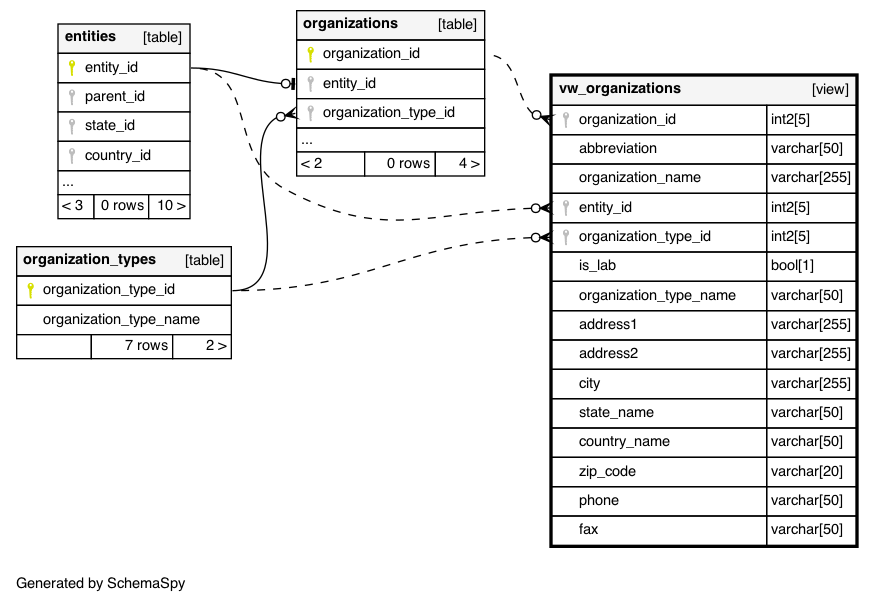 entities [table]
entity_id
parent_id
state_id
country_id
...
< 3 0 rows 10 >
organizations [table]
organization_id
entity_id
organization_type_id
...
< 2 0 rows 4 >
organization_types [table]
organization_type_id
organization_type_name
7 rows 2 >
vw_organizations [view]
organization_id int2[5]
abbreviation varchar[50]
organization_name varchar[255]
entity_id int2[5]
organization_type_id int2[5]
is_lab bool[1]
organization_type_name varchar[50]
address1 varchar[255]
address2 varchar[255]
city varchar[255]
state_name varchar[50]
country_name varchar[50]
zip_code varchar[20]
phone varchar[50]
fax varchar[50]
Generated by SchemaSpy